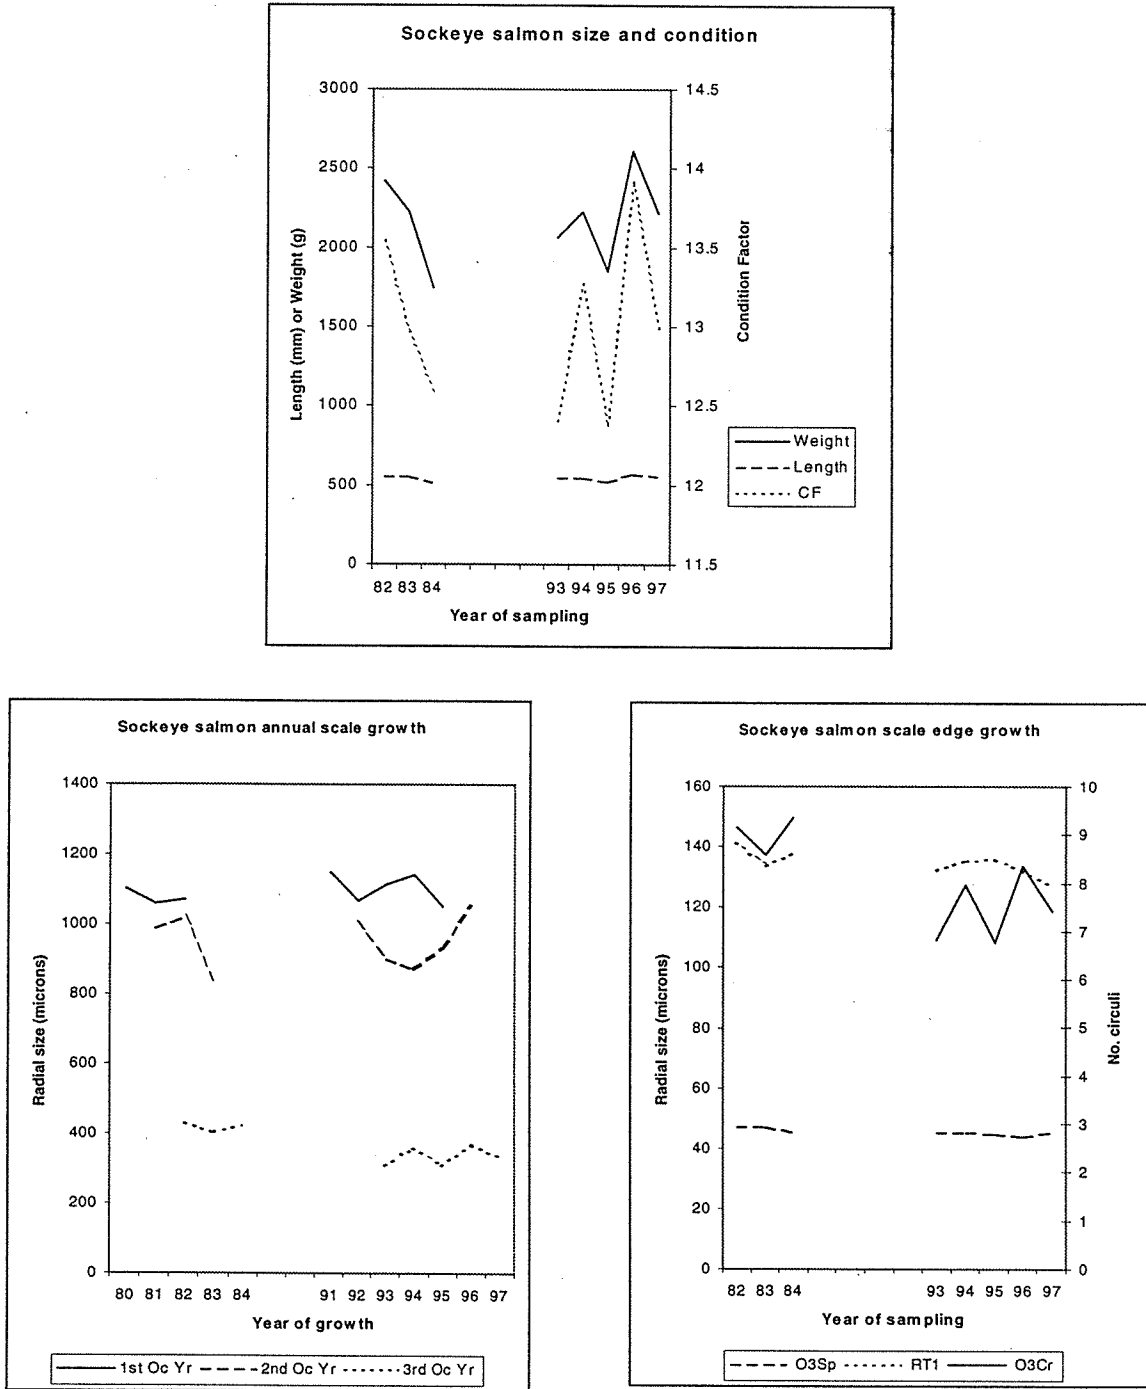 Sockeye salmon size and condition
3000
2500
2000
1500
1000
500
0
Length (mm) or Weight (g)
14.5
14
13.5
13
12.5
12
11.5
Condition Factor
82 83 84 93 94 95 96 97
Year of sampling
Weight
Length
CF
Sockeye salmon annual scale growth
1400
1200
1000
800
600
400
200
0
Radial size (microns)
80 81 82 83 84 91 92 93 94 95 96 97
Year of growth
1st Oc Yr 2nd Oc Yr 3rd Oc Yr
Sockeye salmon scale edge growth
160
140
120
100
80
60
40
20
0
Radial size (microns)
10
9
8
7
6
5
4
3
2
1
0
No. circuli
82 83 84 93 94 95 96 97
Year of sampling
O3Sp RT1 O3Cr